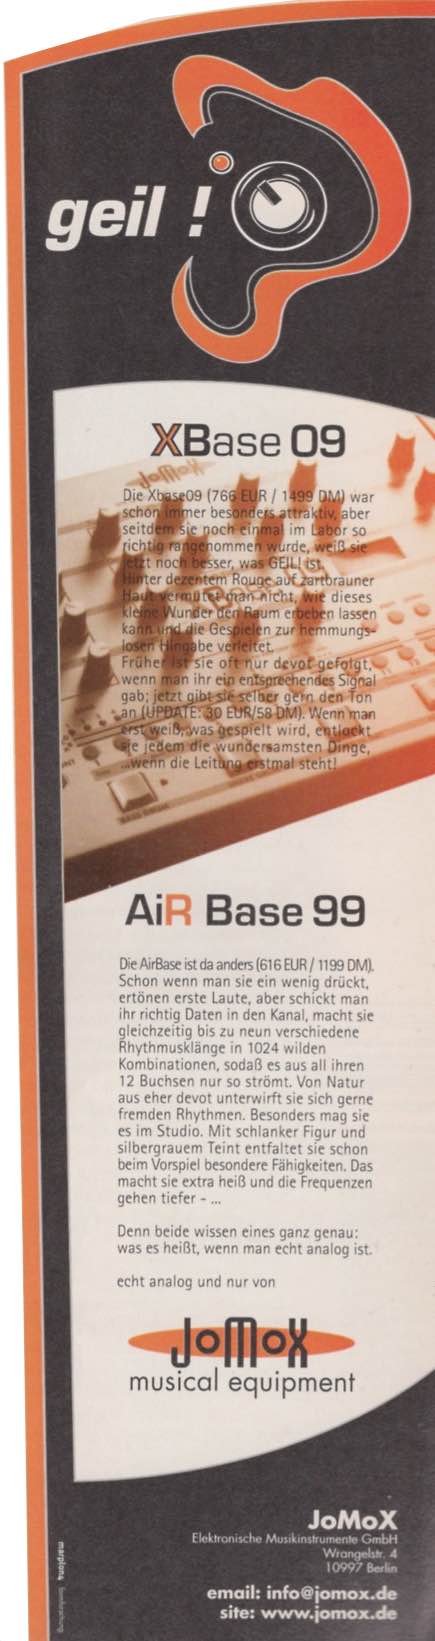 geil !
XBase 09
Die Xbase09 (766 EUR / 1499 DM) war
schon immer besonders attraktiv, aber
seitdem sie noch einmal im Labor so
richtig rangenommen wurde, weiß sie
jetzt noch besser, was GEIL! ist.
Hinter dezentem Rouge auf zartbrauner
Haut vermutet man nicht, wie dieses
kleine Wunder den Raum erbeben lassen
kann und die Gespielen zur hemmungs-
losen Hingabe verleitet.
Früher ist sie oft nur devot gefolgt,
wenn man ihr ein entsprechendes Signal
gab; jetzt gibt sie selber gern den Ton
an (UPDATE: 30 EUR/58 DM). Wenn man
erst weiß, was gespielt wird, entlockt
sie jedem die wundersamsten Dinge,
...wenn die Leitung erstmal steht!
JoMoX
AiR Base 99
Die AirBase ist da anders (616 EUR / 1199 DM).
Schon wenn man sie ein wenig drückt,
ertönen erste Laute, aber schickt man
ihr richtig Daten in den Kanal, macht sie
gleichzeitig bis zu neun verschiedene
Rhythmusklänge in 1024 wilden
Kombinationen, sodaß es aus all ihren
12 Buchsen nur so strömt. Von Natur
aus eher devot unterwirft sie sich gerne
fremden Rhythmen. Besonders mag sie
es im Studio. Mit schlanker Figur und
silbergrauem Teint entfaltet sie schon
beim Vorspiel besondere Fähigkeiten. Das
macht sie extra heiß und die Frequenzen
gehen tiefer - ...
Denn beide wissen eines ganz genau:
was es heißt, wenn man echt analog ist.
echt analog und nur von
JoMoX
musical equipment
JoMoX
Elektronische Musikinstrumente GmbH
Wrangelstr. 4
10997 Berlin
email: info@jomox.de
site: www.jomox.de